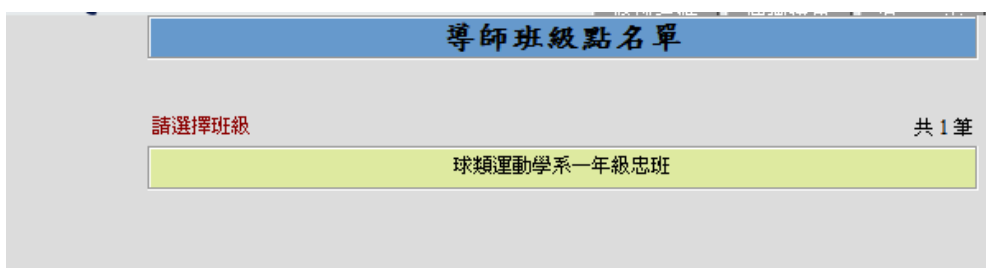 導師班級點名單
請選擇班級
共 1 筆
球類運動學系一年級忠班